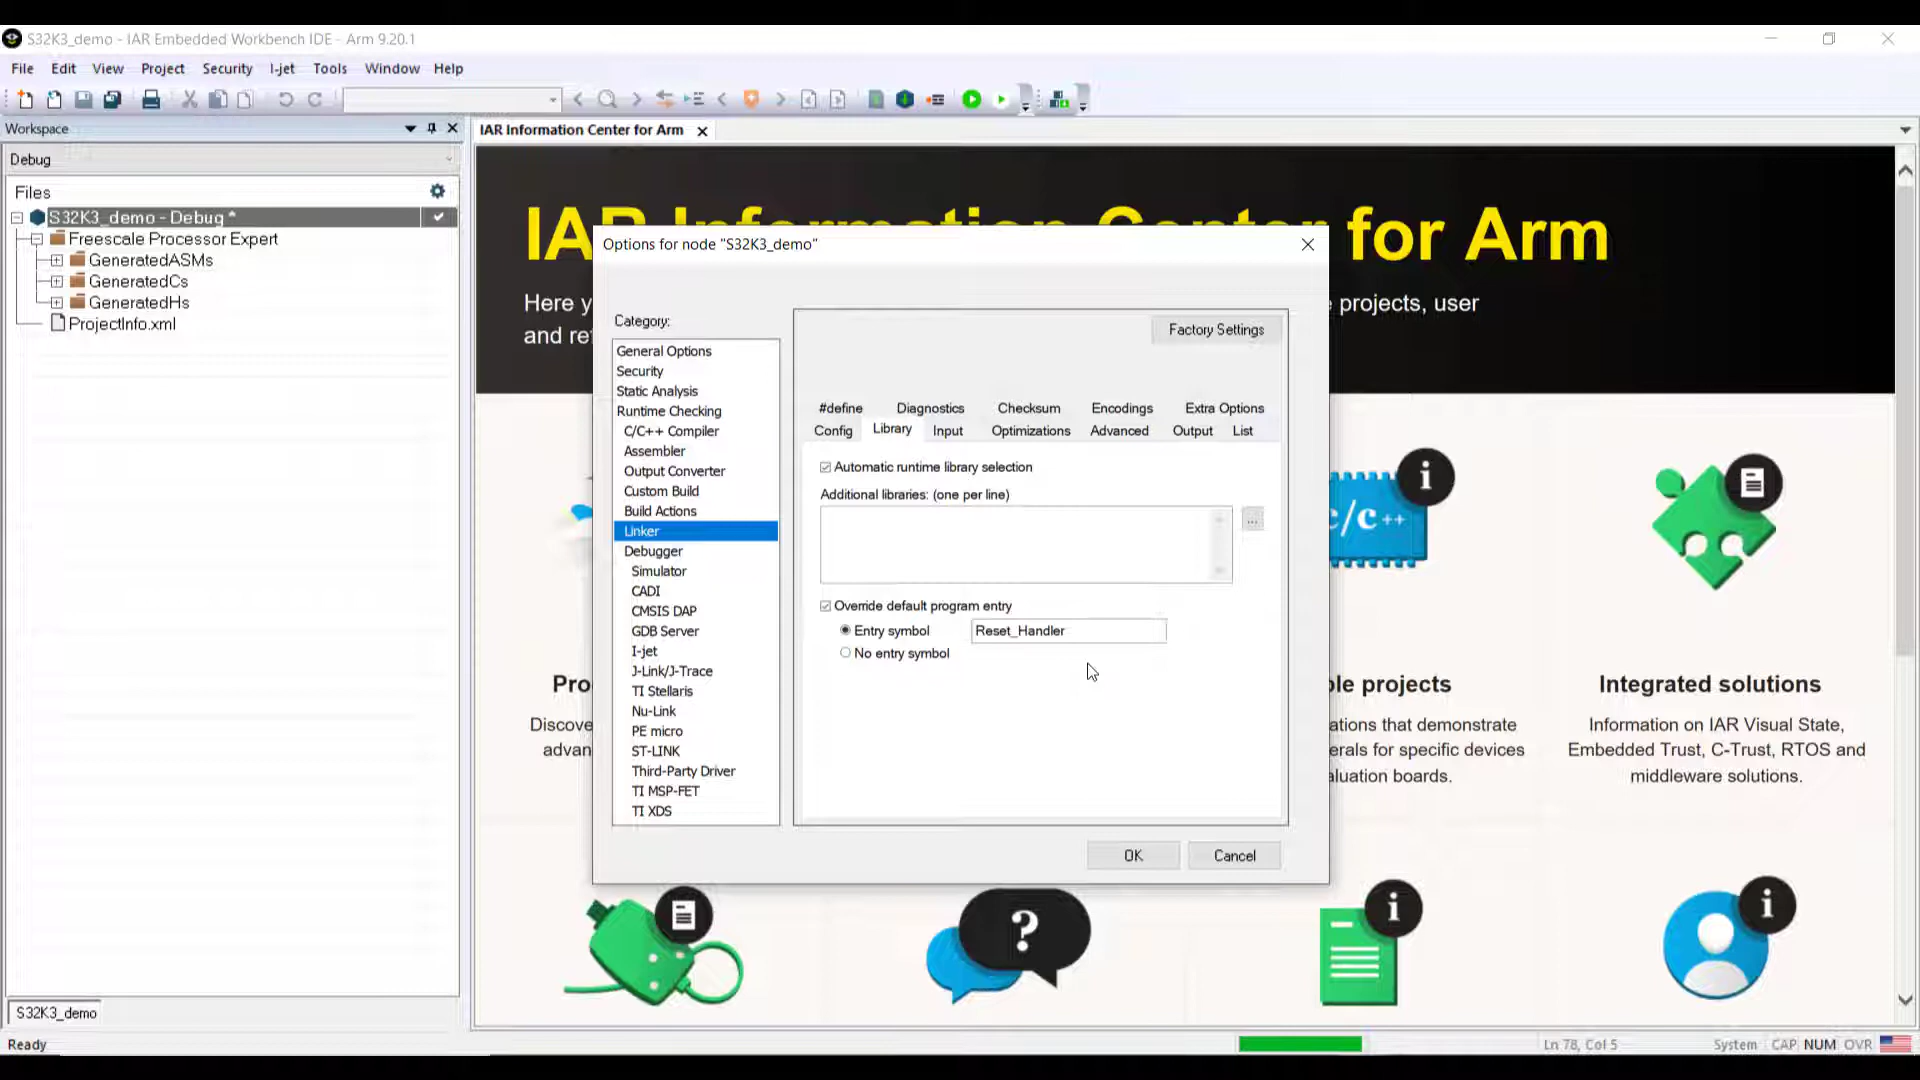 S32K3_demo - IAR Embedded Workbench IDE - Arm 9.20.1
File Edit View Project Security I-jet Tools Window Help
Workspace
IAR Information Center for Arm
Debug
Files
S32K3_demo - Debug *
Freescale Processor Expert
GeneratedASMs
GeneratedCs
GeneratedHs
ProjectInfo.xml
S32K3_demo
for Arm
Here y
projects, user
and re
Options for node "S32K3_demo"
Category:
General Options
Security
Static Analysis
Runtime Checking
C/C++ Compiler
Assembler
Output Converter
Custom Build
Build Actions
Linker
Debugger
Simulator
CADI
CMSIS DAP
GDB Server
I-jet
J-Link/J-Trace
TI Stellaris
Nu-Link
PE micro
ST-LINK
Third-Party Driver
TI MSP-FET
TI XDS
Factory Settings
#define Diagnostics Checksum Encodings Extra Options
Config Library Input Optimizations Advanced Output List
Automatic runtime library selection
Additional libraries: (one per line)
...
Override default program entry
Entry symbol Reset_Handler
No entry symbol
OK Cancel
c/c++
i
Pro
Discove
advan
ple projects
ations that demonstrate
erals for specific devices
aluation boards.
Integrated solutions
Information on IAR Visual State,
Embedded Trust, C-Trust, RTOS and
middleware solutions.
?
i
i
Ready
Ln 78, Col 5
System CAP NUM OVR